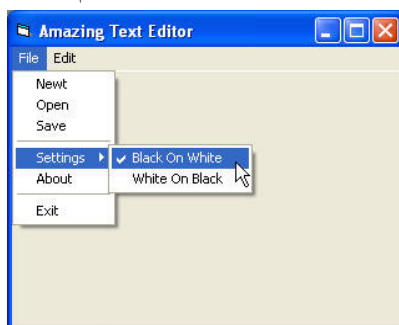 Amazing Text Editor
File Edit
Newt
Open
Save
Settings Black On White
About White On Black
Exit